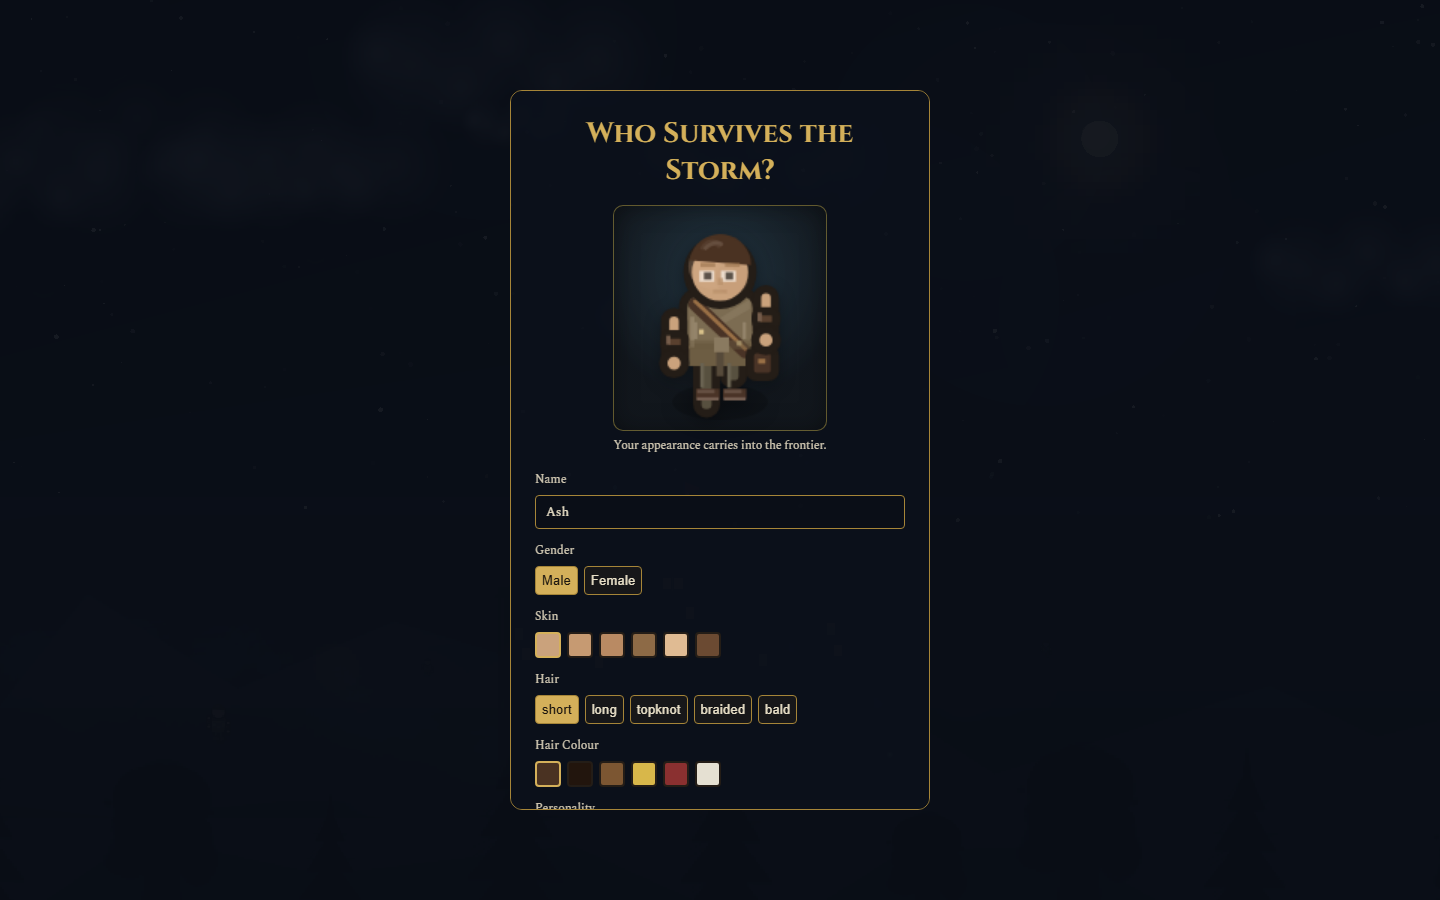 Who Survives the
Storm?
Your appearance carries into the frontier.
Name
Ash
Gender
Male Female
Skin
Hair
short long topknot braided bald
Hair Colour
Personality